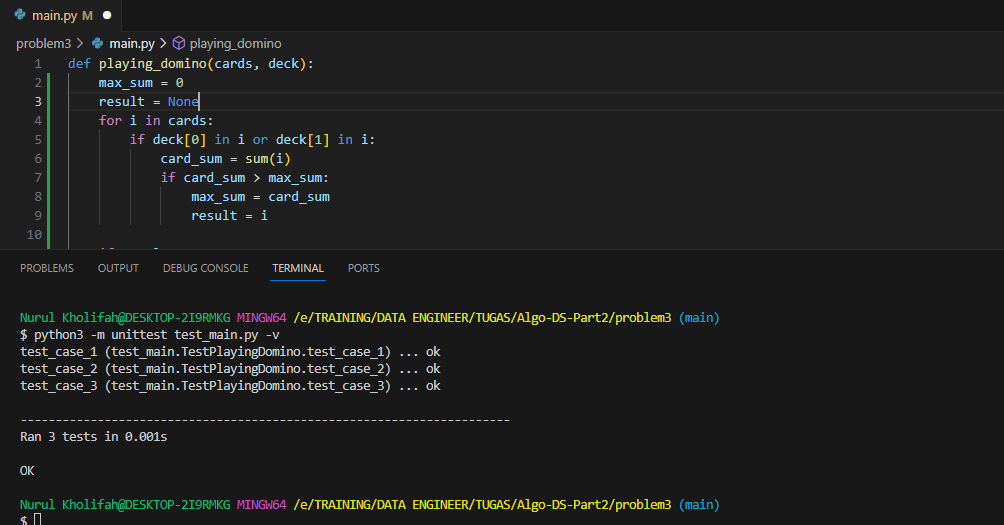 main.py M
problem3 > main.py > playing_domino
1 def playing_domino(cards, deck):
2 max_sum = 0
3 result = None
4 for i in cards:
5 if deck[0] in i or deck[1] in i:
6 card_sum = sum(i)
7 if card_sum > max_sum:
8 max_sum = card_sum
9 result = i
10
PROBLEMS OUTPUT DEBUG CONSOLE TERMINAL PORTS
Nurul Kholifah@DESKTOP-2I9RMKG MINGW64 /e/TRAINING/DATA ENGINEER/TUGAS/Algo-DS-Part2/problem3 (main)
$ python3 -m unittest test_main.py -v
test_case_1 (test_main.TestPlayingDomino.test_case_1) ... ok
test_case_2 (test_main.TestPlayingDomino.test_case_2) ... ok
test_case_3 (test_main.TestPlayingDomino.test_case_3) ... ok
----------------------------------------------------------------------
Ran 3 tests in 0.001s
OK
Nurul Kholifah@DESKTOP-2I9RMKG MINGW64 /e/TRAINING/DATA ENGINEER/TUGAS/Algo-DS-Part2/problem3 (main)
$